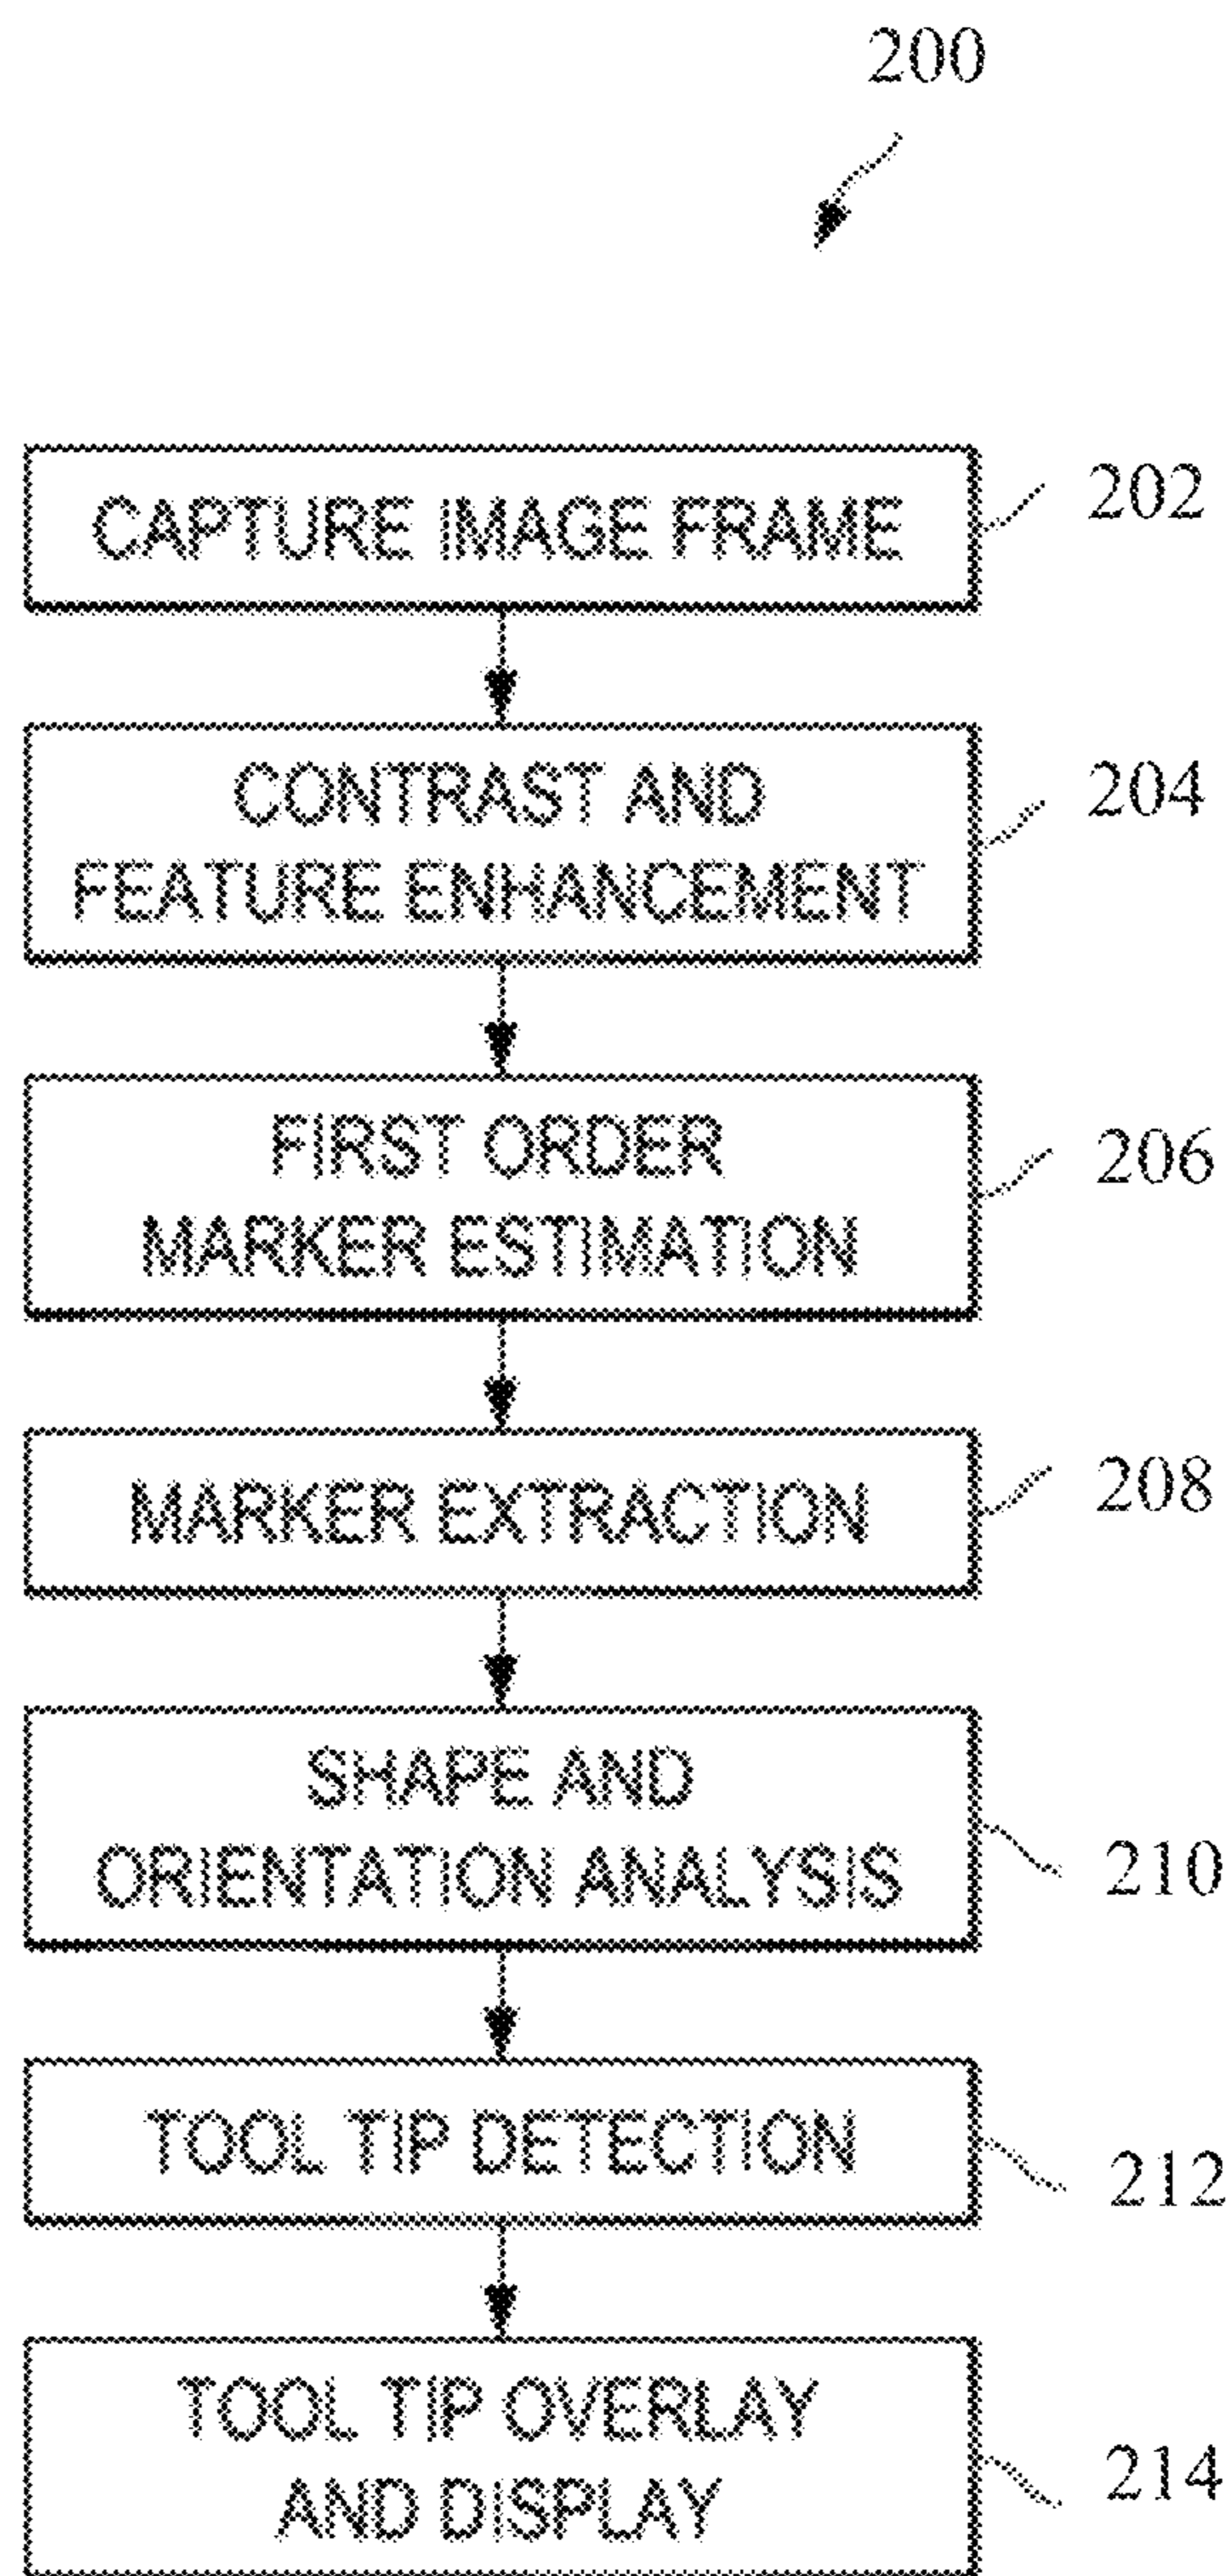 200
CAPTURE IMAGE FRAME
202
CONTRAST AND
FEATURE ENHANCEMENT
204
FIRST ORDER
MARKER ESTIMATION
206
MARKER EXTRACTION
208
SHAPE AND
ORIENTATION ANALYSIS
210
TOOL TIP DETECTION
212
TOOL TIP OVERLAY
AND DISPLAY
214